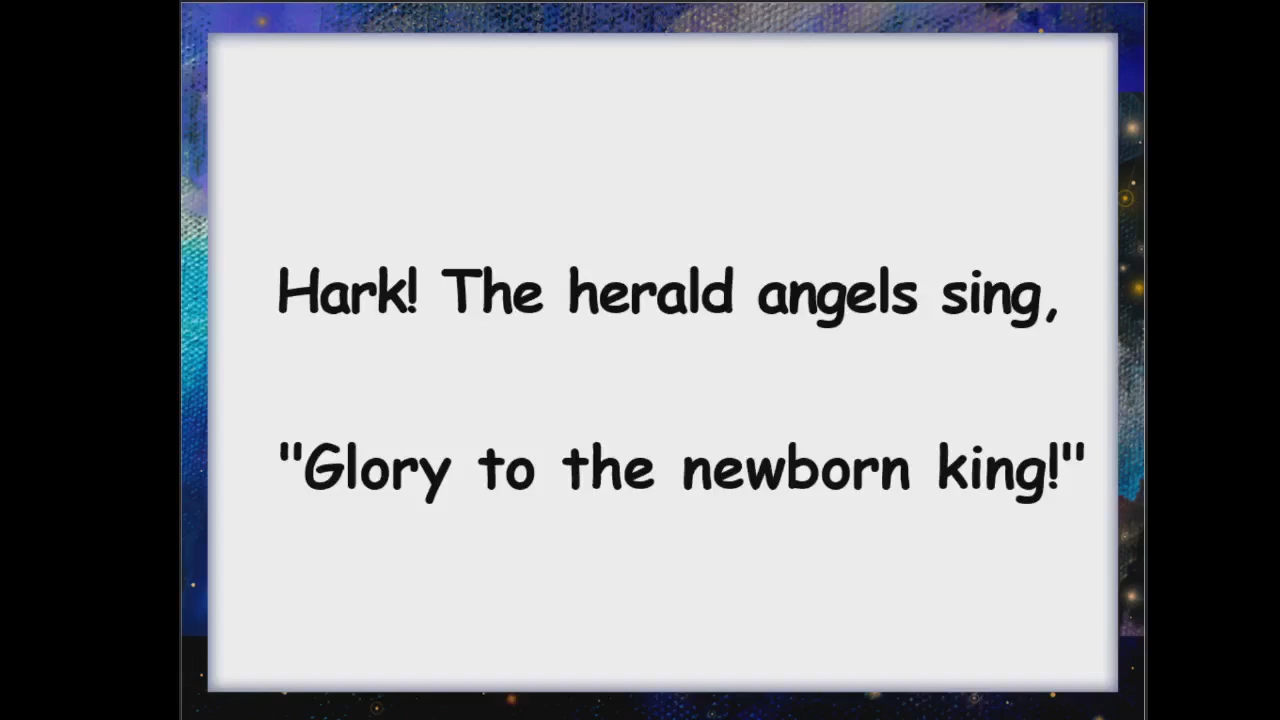 Hark! The herald angels sing,
"Glory to the newborn king!"